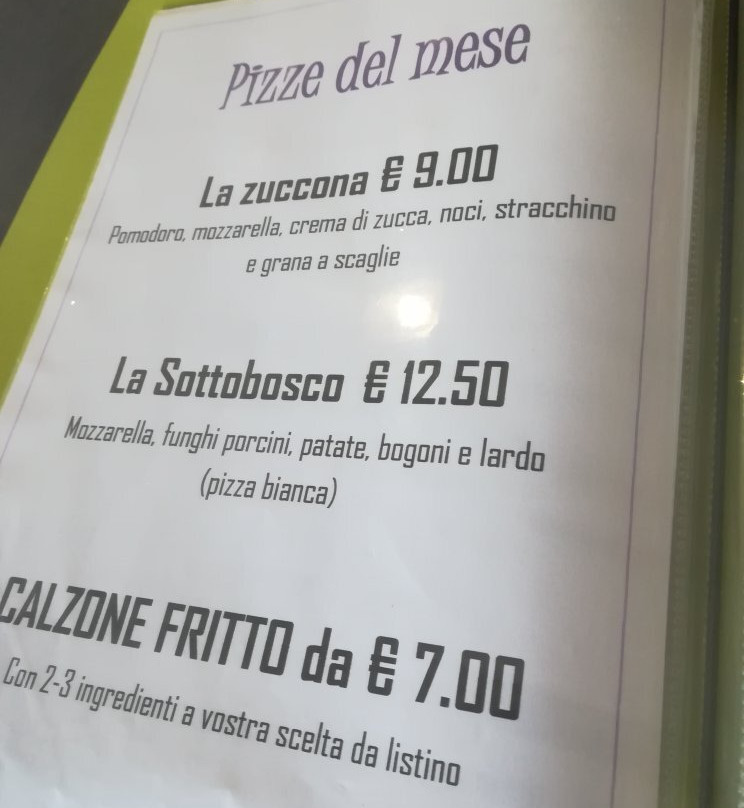 Pizze del mese
La zuccona € 9.00
Pomodoro, mozzarella, crema di zucca, noci, stracchino
e grana a scaglie
La Sottobosco € 12.50
Mozzarella, funghi porcini, patate, bogoni e lardo
(pizza bianca)
CALZONE FRITTO da € 7.00
Con 2-3 ingredienti a vostra scelta da listino